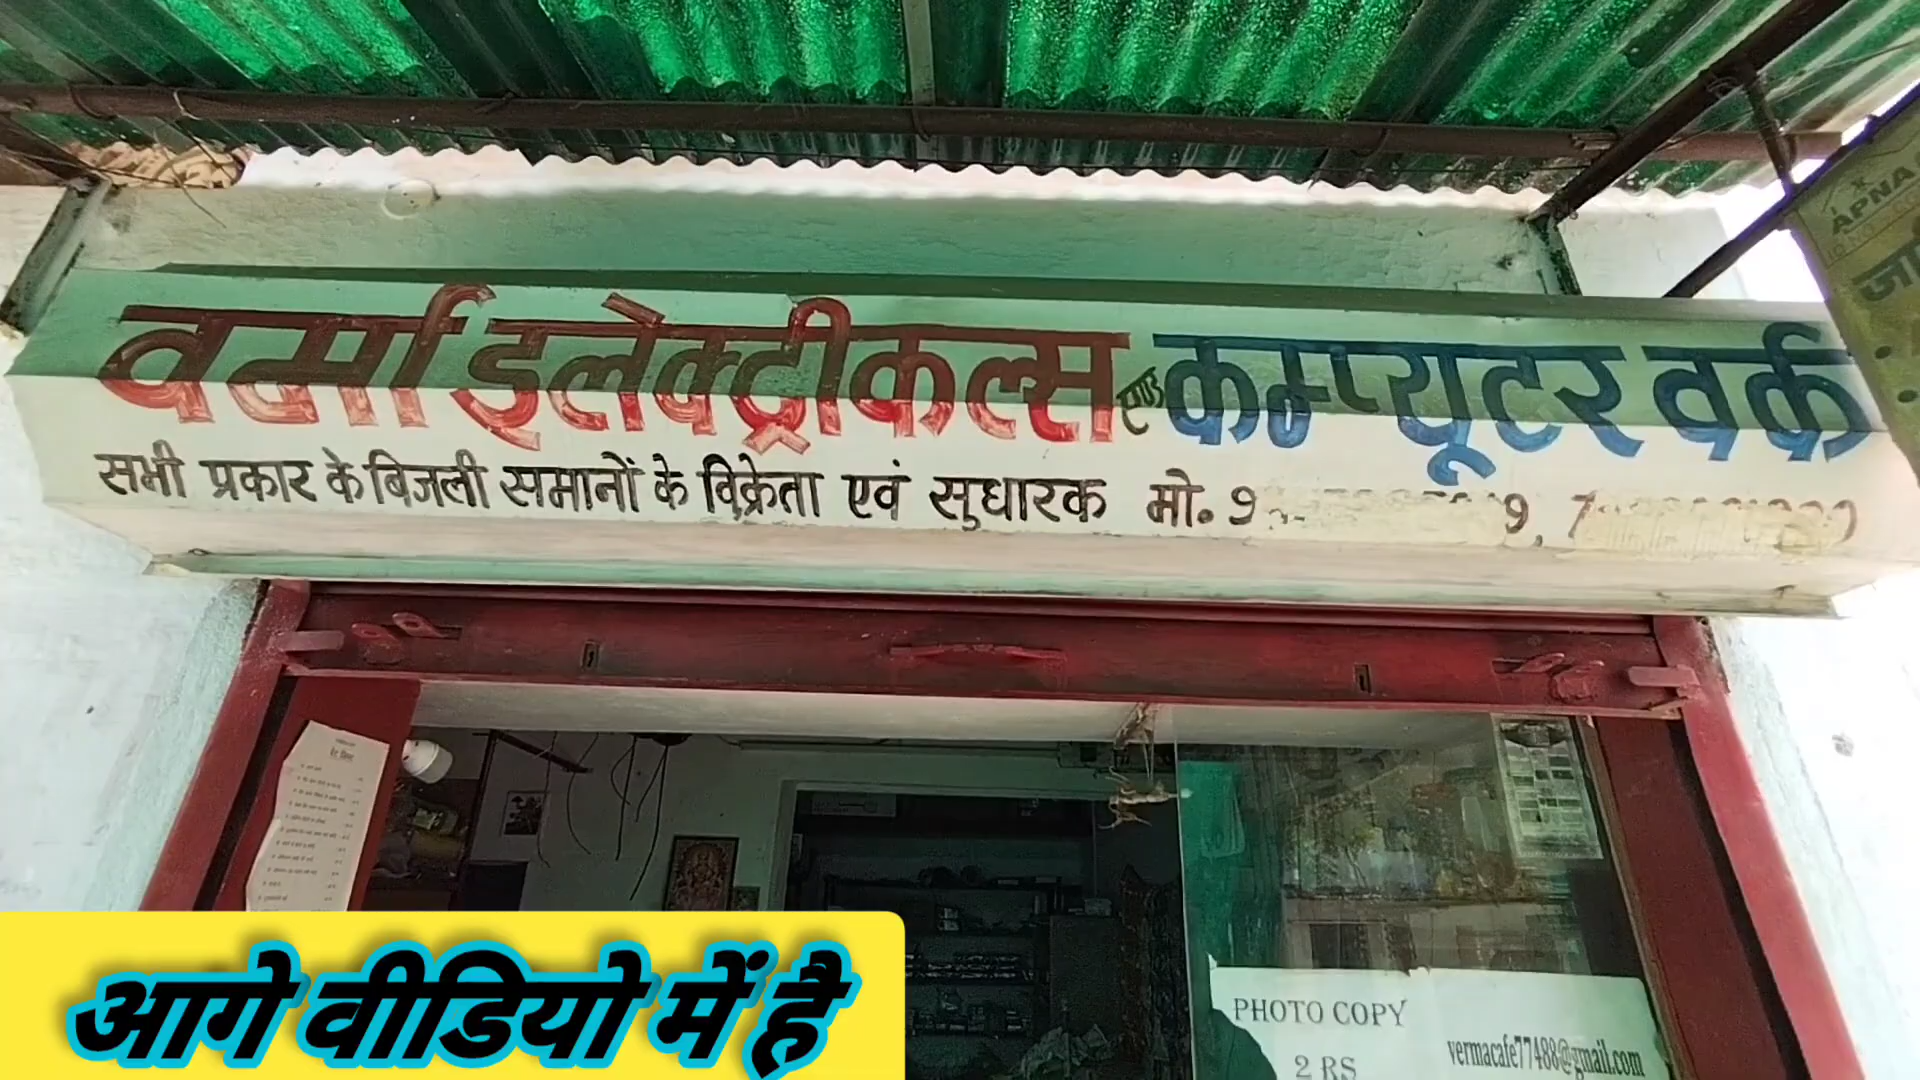 वर्मा इलेक्ट्रीकल्स एण्ड कम्प्यूटर वर्क
सभी प्रकार के बिजली समानों के विक्रेता एवं सुधारक मो. 9
APNA
PHOTO COPY
2 RS
vermacafe77488@gmail.com
आगे वीडियो में है